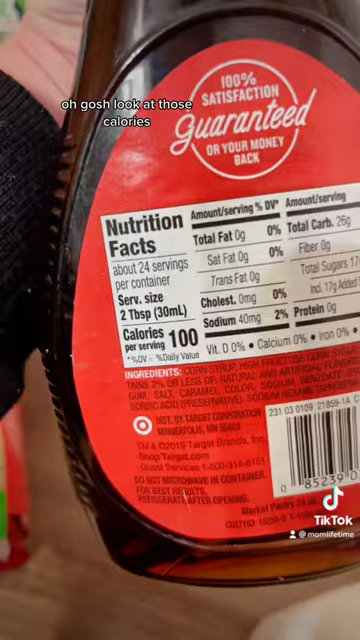 oh gosh look at those
calories
100%
SATISFACTION
Guaranteed
OR YOUR MONEY
BACK
Nutrition
Facts
about 24 servings
per container
Serv. size
2 Tbsp (30mL)
Calories
per serving 100
*%DV = %Daily Value
Amount/serving % DV*
Total Fat 0g 0%
Sat Fat 0g 0%
Trans Fat 0g
Cholest. 0mg 0%
Sodium 40mg 2%
Amount/serving
Total Carb. 26g
Fiber 0g
Total Sugars 17g
Incl. 17g Added
Protein 0g
Vit. D 0% • Calcium 0% • Iron 0% •
INGREDIENTS: CORN SYRUP, HIGH FRUCTOSE CORN SYRUP
TAINS 2% OR LESS OF: NATURAL AND ARTIFICIAL
GUM, SALT, CARAMEL COLOR, SODIUM BENZOATE
SORBIC ACID (PRESERVATIVE), SODIUM
DIST. BY TARGET CORPORATION
MINNEAPOLIS, MN 55403
TM & ©2019 Target Brands, Inc.
Shop Target.com
Guest Services 1-800-316-6151
DO NOT MICROWAVE IN CONTAINER.
FOR BEST RESULTS,
REFRIGERATE AFTER OPENING.
231 03 0109 21859-1A
0 85239 0
Market Pantry
TikTok
@momlifetime